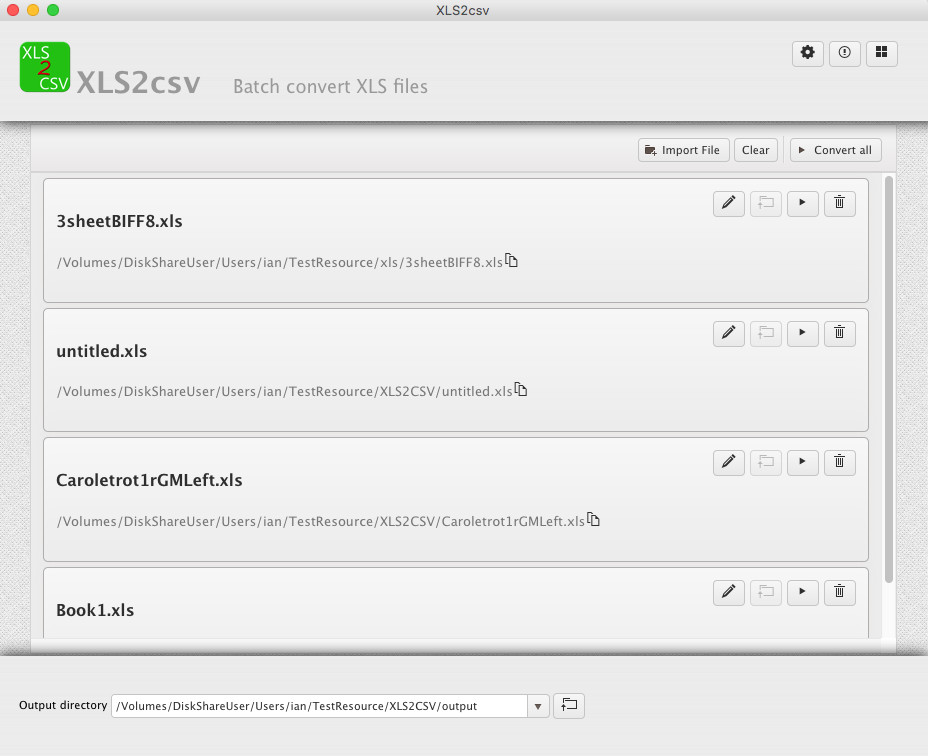 XLS2csv
XLS
2
CSV
XLS2csv
Batch convert XLS files
Import File
Clear
Convert all
3sheetBIFF8.xls
/Volumes/DiskShareUser/Users/ian/TestResource/xls/3sheetBIFF8.xls
untitled.xls
/Volumes/DiskShareUser/Users/ian/TestResource/XLS2CSV/untitled.xls
Caroletrot1rGMLeft.xls
/Volumes/DiskShareUser/Users/ian/TestResource/XLS2CSV/Caroletrot1rGMLeft.xls
Book1.xls
Output directory /Volumes/DiskShareUser/Users/ian/TestResource/XLS2CSV/output